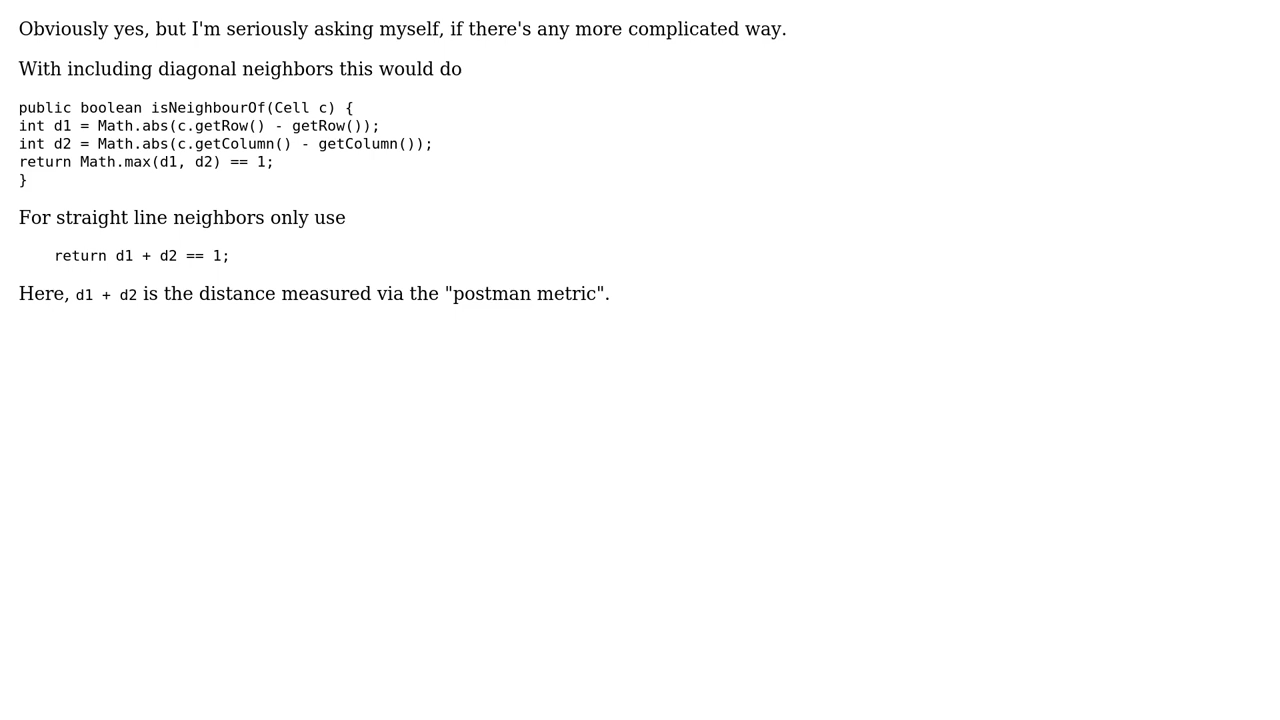 Obviously yes, but I'm seriously asking myself, if there's any more complicated way.
With including diagonal neighbors this would do
public boolean isNeighbourOf(Cell c) {
int d1 = Math.abs(c.getRow() - getRow());
int d2 = Math.abs(c.getColumn() - getColumn());
return Math.max(d1, d2) == 1;
}
For straight line neighbors only use
    return d1 + d2 == 1;
Here, d1 + d2 is the distance measured via the "postman metric".